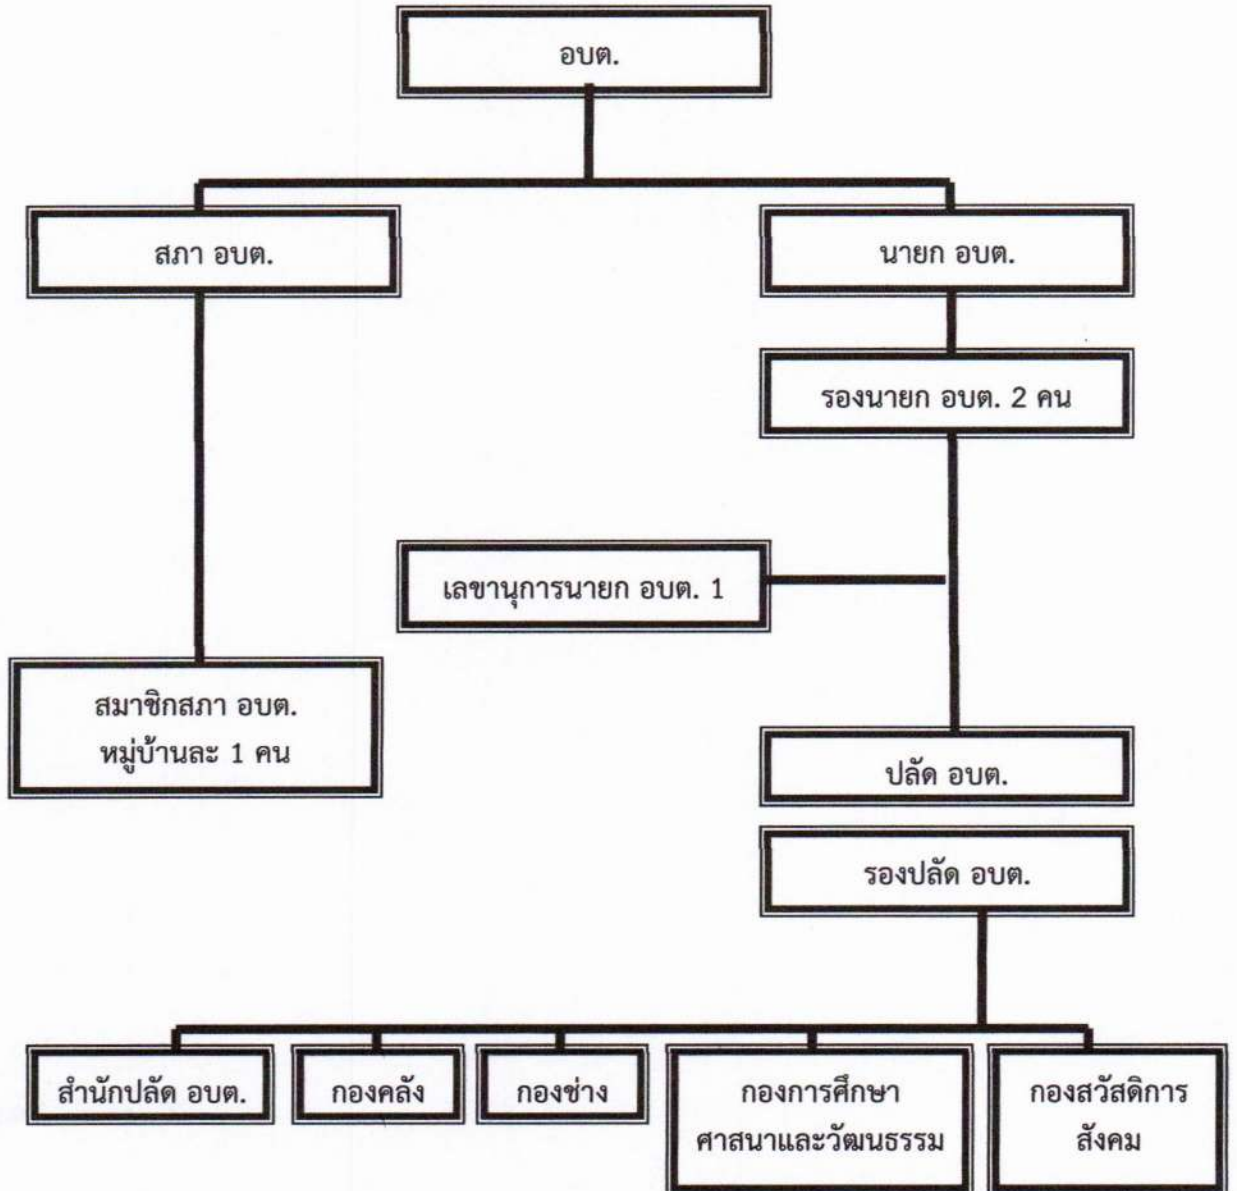 อบต.
สภา อบต.
นายก อบต.
รองนายก อบต. 2 คน
เลขานุการนายก อบต. 1
สมาชิกสภา อบต.
หมู่บ้านละ 1 คน
ปลัด อบต.
รองปลัด อบต.
สำนักปลัด อบต.
กองคลัง
กองช่าง
กองการศึกษา
ศาสนาและวัฒนธรรม
กองสวัสดิการ
สังคม